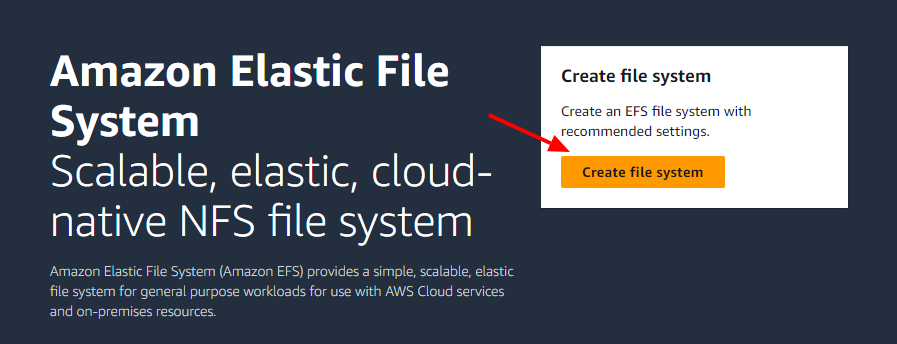 Amazon Elastic File
System
Scalable, elastic, cloud-
native NFS file system
Amazon Elastic File System (Amazon EFS) provides a simple, scalable, elastic
file system for general purpose workloads for use with AWS Cloud services
and on-premises resources.
Create file system
Create an EFS file system with
recommended settings.
Create file system